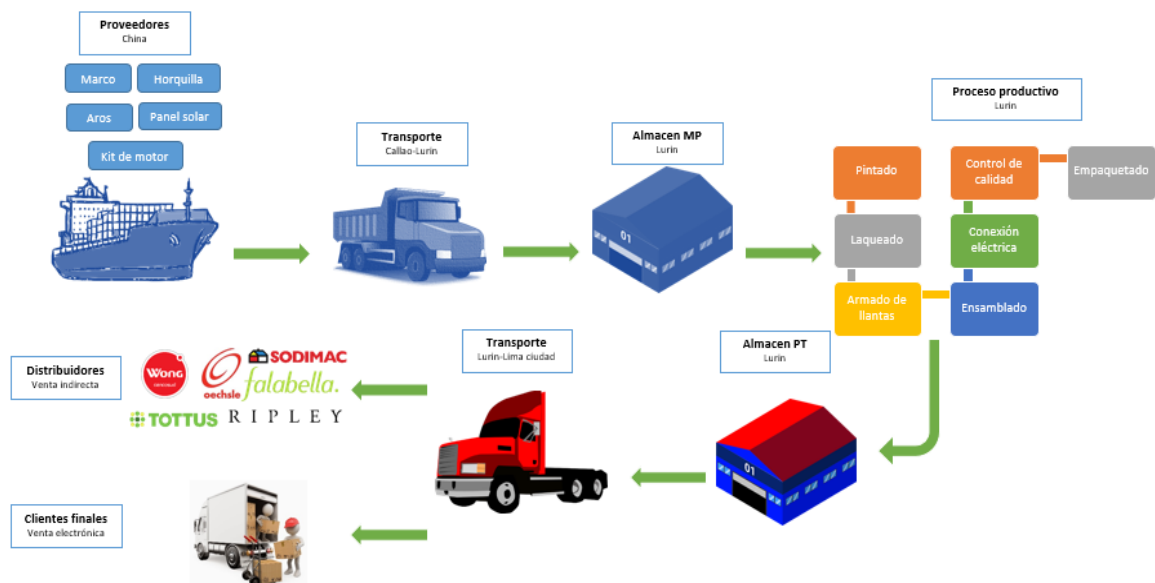 Proveedores
China
Marco
Horquilla
Aros
Panel solar
Kit de motor
Transporte
Callao-Lurin
Almacen MP
Lurin
01
Proceso productivo
Lurin
Pintado
Control de
calidad
Empaquetado
Laqueado
Conexión
eléctrica
Armado de
llantas
Ensamblado
Distribuidores
Venta indirecta
Wong
cencosud
oechsle
SODIMAC
falabella.
TOTTUS
RIPLEY
Transporte
Lurin-Lima ciudad
Almacen PT
Lurin
01
Clientes finales
Venta electrónica